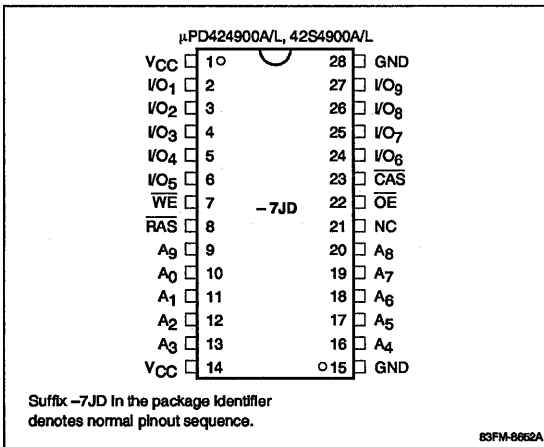 µPD424900A/L, 42S4900A/L
VCC 1 28 GND
I/O1 2 27 I/O9
I/O2 3 26 I/O8
I/O3 4 25 I/O7
I/O4 5 24 I/O6
I/O5 6 23 CAS
WE 7 22 OE
–7JD
RAS 8 21 NC
A9 9 20 A8
A0 10 19 A7
A1 11 18 A6
A2 12 17 A5
A3 13 16 A4
VCC 14 15 GND
Suffix –7JD in the package identifier
denotes normal pinout sequence.
83FM-8652A